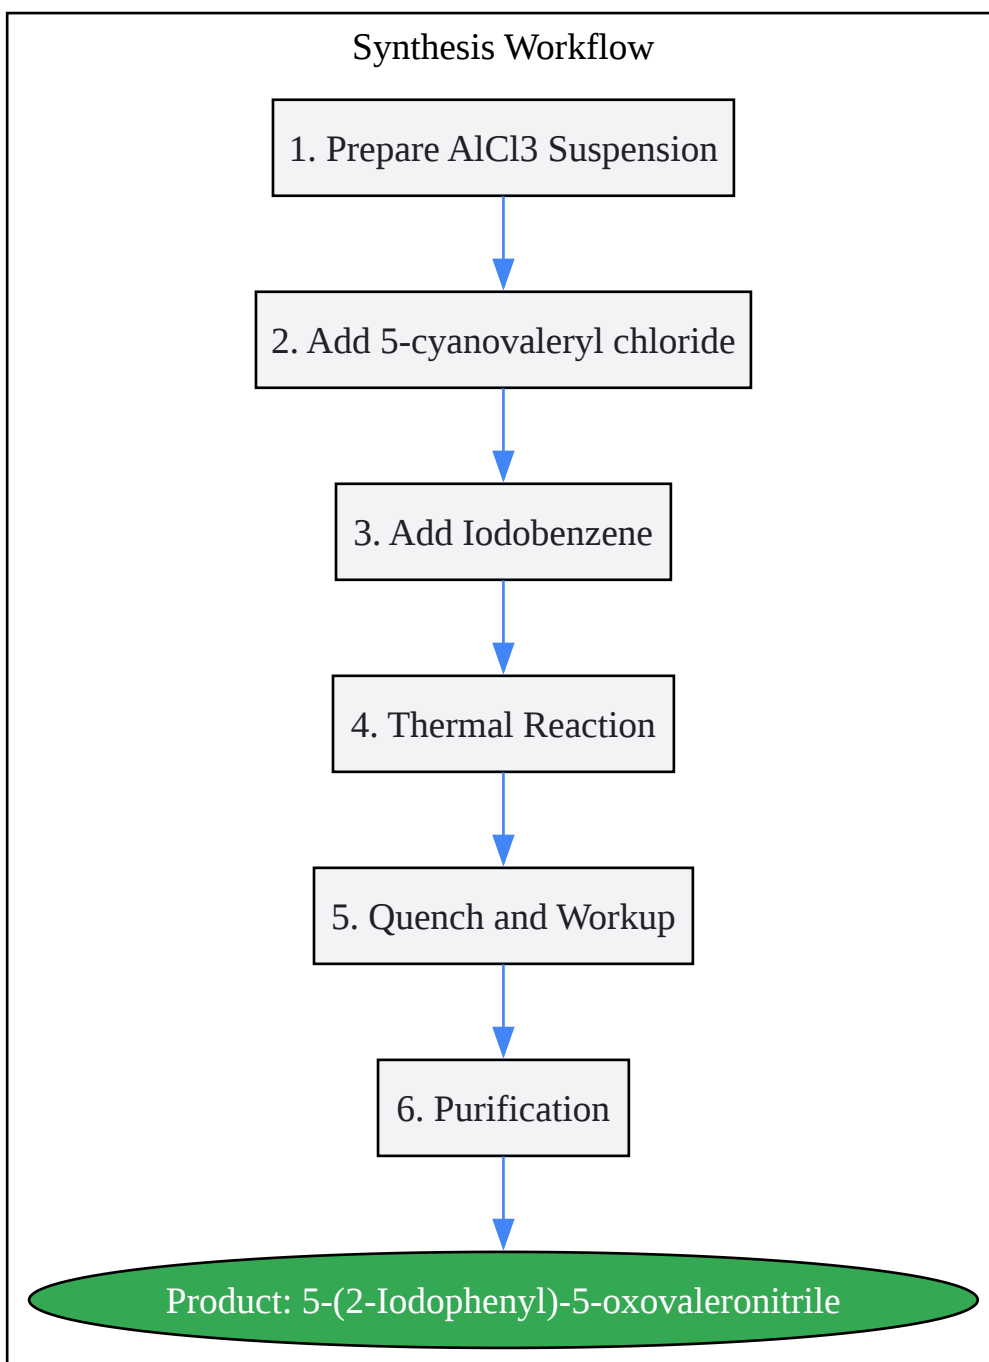 Synthesis Workflow
1. Prepare AlCl3 Suspension
2. Add 5-cyanovaleryl chloride
3. Add Iodobenzene
4. Thermal Reaction
5. Quench and Workup
6. Purification
Product: 5-(2-Iodophenyl)-5-oxovaleronitrile